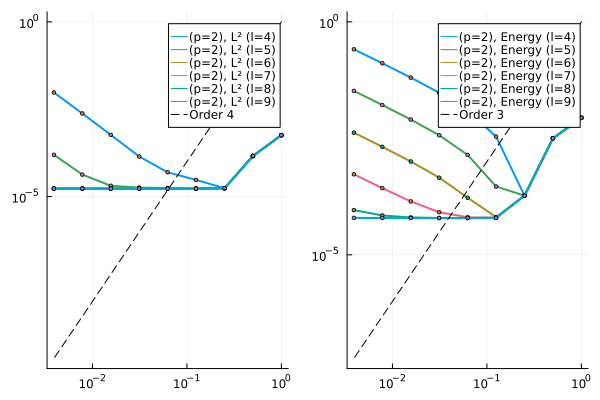 10⁰
10⁻⁵
10⁻²
10⁻¹
10⁰
(p=2), L² (l=4)
(p=2), L² (l=5)
(p=2), L² (l=6)
(p=2), L² (l=7)
(p=2), L² (l=8)
(p=2), L² (l=9)
Order 4
10⁰
10⁻⁵
10⁻²
10⁻¹
10⁰
(p=2), Energy (l=4)
(p=2), Energy (l=5)
(p=2), Energy (l=6)
(p=2), Energy (l=7)
(p=2), Energy (l=8)
(p=2), Energy (l=9)
Order 3